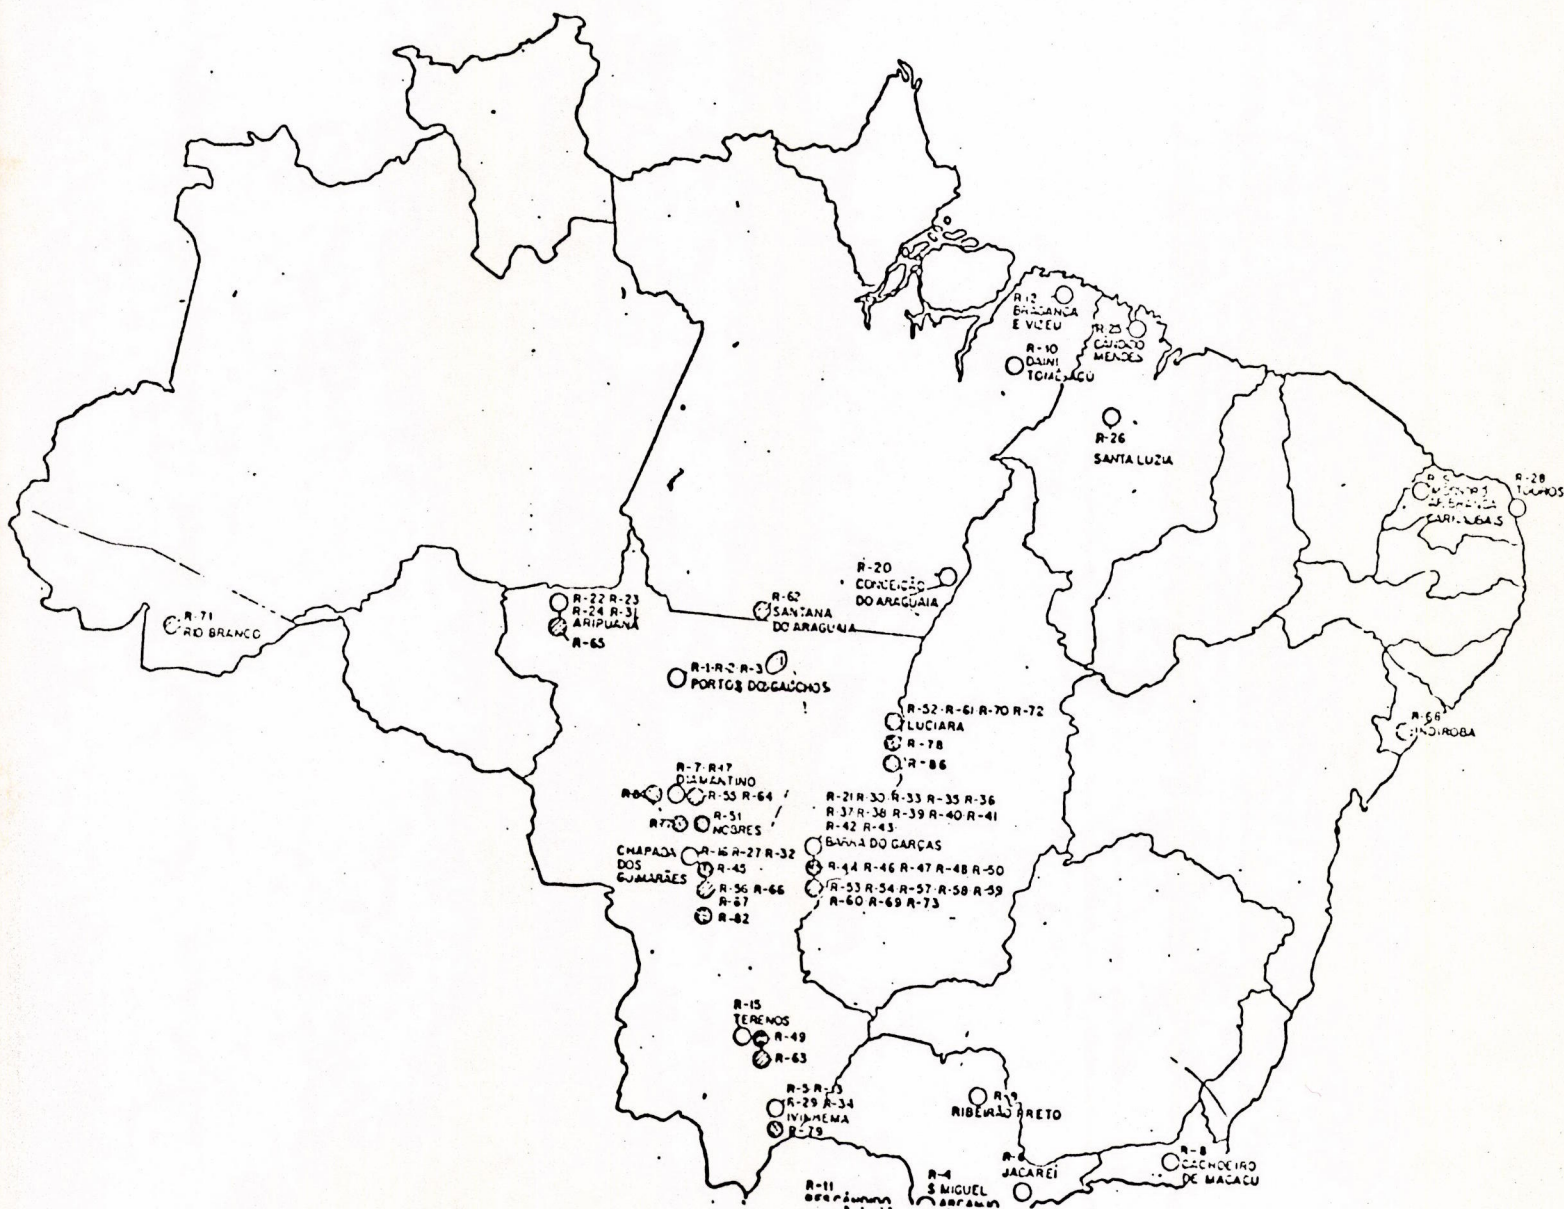 R-12
BRAGANÇA
E VIZEU
R-25
CÂNDIDO
MENDES
R-10
TOMÉ-AÇÚ
R-26
SANTA LUZIA
R-28
TOUROS
CARNAUBAIS
R-20
CONCEIÇÃO
DO ARAGUAIA
R-22 R-23
R-24 R-31
ARIPUANÃ
R-65
R-62
SANTANA
DO ARAGUAIA
R-71
RIO BRANCO
R-1 R-2 R-3
PORTOS DOS GAÚCHOS
R-52 R-61 R-70 R-72
LUCIARA
R-78
R-86
R-66
INDIROBA
R-7 R-17
DIAMANTINO
R-55 R-64
R-51
NOBRES
R-21 R-30 R-33 R-35 R-36
R-37 R-38 R-39 R-40 R-41
R-42 R-43
BARRA DO GARÇAS
R-44 R-46 R-47 R-48 R-50
R-53 R-54 R-57 R-58 R-59
R-60 R-69 R-73
CHAPADA
DOS
GUIMARÃES
R-16 R-27 R-32
R-45
R-56 R-66
R-67
R-82
R-15
TERENOS
R-49
R-63
R-5 R-13
R-29 R-34
IVINHEMA
R-79
R-9
RIBEIRÃO PRETO
R-6
JACAREÍ
R-8
CACHOEIRO
DE MACACU
R-11
R-4
S MIGUEL